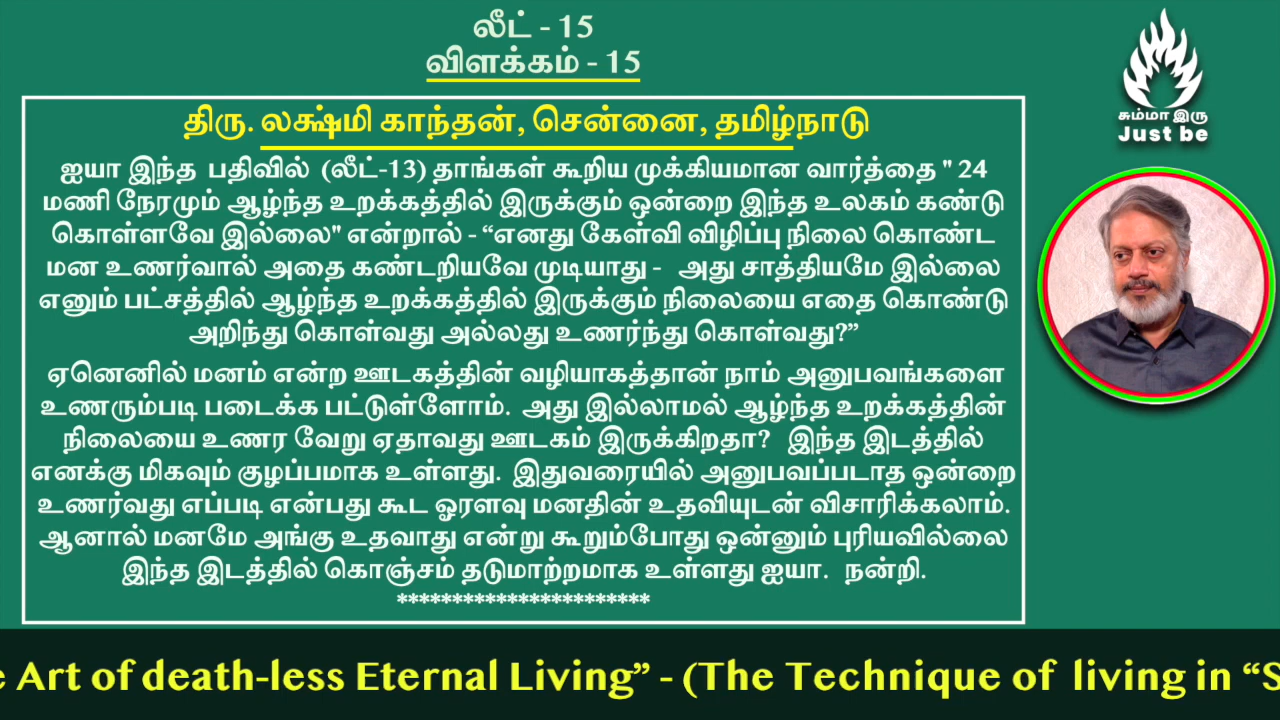 லீட் - 15
விளக்கம் - 15
சும்மா இரு
Just be
திரு. லக்ஷ்மி காந்தன், சென்னை, தமிழ்நாடு
ஐயா இந்த பதிவில் (லீட்-13) தாங்கள் கூறிய முக்கியமான வார்த்தை " 24
மணி நேரமும் ஆழ்ந்த உறக்கத்தில் இருக்கும் ஒன்றை இந்த உலகம் கண்டு
கொள்ளவே இல்லை" என்றால் - “எனது கேள்வி விழிப்பு நிலை கொண்ட
மன உணர்வால் அதை கண்டறியவே முடியாது - அது சாத்தியமே இல்லை
எனும் பட்சத்தில் ஆழ்ந்த உறக்கத்தில் இருக்கும் நிலையை எதை கொண்டு
அறிந்து கொள்வது அல்லது உணர்ந்து கொள்வது?”
ஏனெனில் மனம் என்ற ஊடகத்தின் வழியாகத்தான் நாம் அனுபவங்களை
உணரும்படி படைக்க பட்டுள்ளோம். அது இல்லாமல் ஆழ்ந்த உறக்கத்தின்
நிலையை உணர வேறு ஏதாவது ஊடகம் இருக்கிறதா? இந்த இடத்தில்
எனக்கு மிகவும் குழப்பமாக உள்ளது. இதுவரையில் அனுபவப்படாத ஒன்றை
உணர்வது எப்படி என்பது கூட ஓரளவு மனதின் உதவியுடன் விசாரிக்கலாம்.
ஆனால் மனமே அங்கு உதவாது என்று கூறும்போது ஒன்னும் புரியவில்லை
இந்த இடத்தில் கொஞ்சம் தடுமாற்றமாக உள்ளது ஐயா. நன்றி.
***********************
e Art of death-less Eternal Living” - (The Technique of living in “S